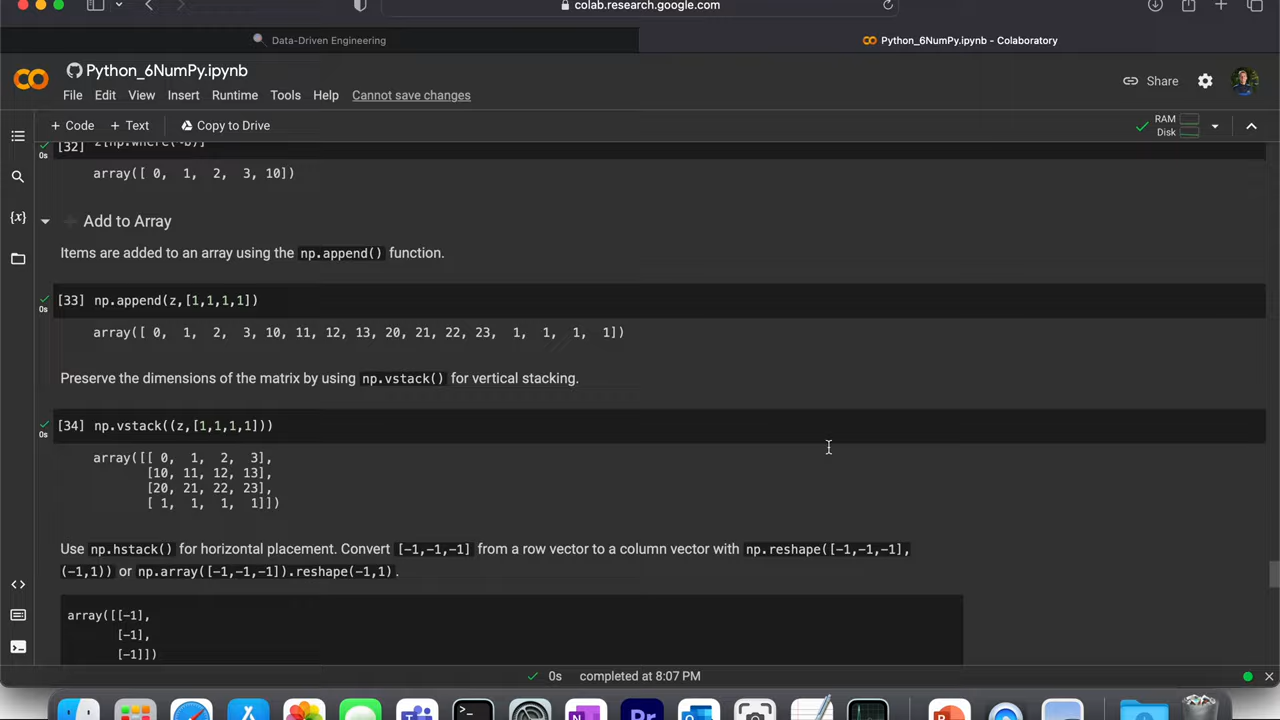 colab.research.google.com
Data-Driven Engineering
Python_6NumPy.ipynb - Colaboratory
Python_6NumPy.ipynb
Share
File Edit View Insert Runtime Tools Help Cannot save changes
+ Code + Text Copy to Drive
RAM
Disk
[32] z[np.where(~b)]
0s
array([ 0, 1, 2, 3, 10])
Add to Array
Items are added to an array using the np.append() function.
[33] np.append(z,[1,1,1,1])
0s
array([ 0, 1, 2, 3, 10, 11, 12, 13, 20, 21, 22, 23, 1, 1, 1, 1])
Preserve the dimensions of the matrix by using np.vstack() for vertical stacking.
[34] np.vstack((z,[1,1,1,1]))
0s
array([[ 0, 1, 2, 3],
[10, 11, 12, 13],
[20, 21, 22, 23],
[ 1, 1, 1, 1]])
Use np.hstack() for horizontal placement. Convert [-1,-1,-1] from a row vector to a column vector with np.reshape([-1,-1,-1],
(-1,1)) or np.array([-1,-1,-1]).reshape(-1,1).
array([[-1],
[-1],
[-1]])
0s completed at 8:07 PM